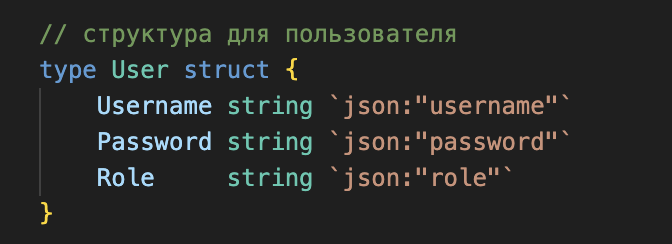 // структура для пользователя
type User struct {
    Username string `json:"username"`
    Password string `json:"password"`
    Role     string `json:"role"`
}